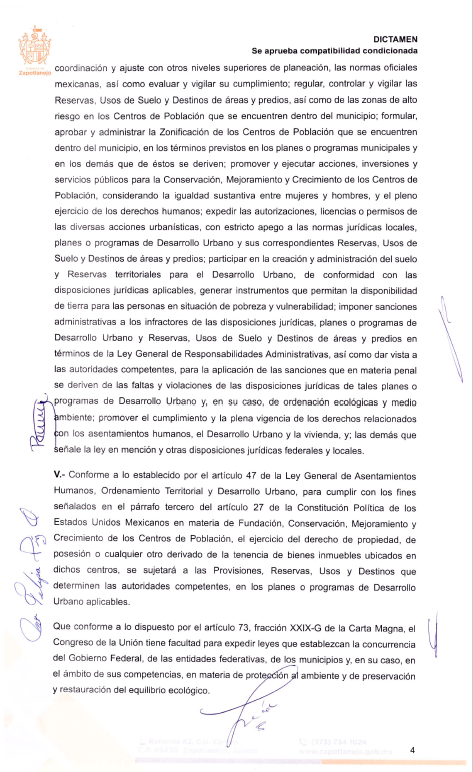 Zapotlanejo
DICTAMEN
Se aprueba compatibilidad condicionada
coordinación y ajuste con otros niveles superiores de planeación, las normas oficiales
mexicanas, así como evaluar y vigilar su cumplimiento; regular, controlar y vigilar las
Reservas, Usos de Suelo y Destinos de áreas y predios, así como de las zonas de alto
riesgo en los Centros de Población que se encuentren dentro del municipio; formular,
aprobar y administrar la Zonificación de los Centros de Población que se encuentren
dentro del municipio, en los términos previstos en los planes o programas municipales y
en los demás que de éstos se deriven; promover y ejecutar acciones, inversiones y
servicios públicos para la Conservación, Mejoramiento y Crecimiento de los Centros de
Población, considerando la igualdad sustantiva entre mujeres y hombres, y el pleno
ejercicio de los derechos humanos; expedir las autorizaciones, licencias o permisos de
las diversas acciones urbanísticas, con estricto apego a las normas jurídicas locales,
planes o programas de Desarrollo Urbano y sus correspondientes Reservas, Usos de
Suelo y Destinos de áreas y predios; participar en la creación y administración del suelo
y Reservas territoriales para el Desarrollo Urbano, de conformidad con las
disposiciones jurídicas aplicables, generar instrumentos que permitan la disponibilidad
de tierra para las personas en situación de pobreza y vulnerabilidad; imponer sanciones
administrativas a los infractores de las disposiciones jurídicas, planes o programas de
Desarrollo Urbano y Reservas, Usos de Suelo y Destinos de áreas y predios en
términos de la Ley General de Responsabilidades Administrativas, así como dar vista a
las autoridades competentes, para la aplicación de las sanciones que en materia penal
se deriven de las faltas y violaciones de las disposiciones jurídicas de tales planes o
programas de Desarrollo Urbano y, en su caso, de ordenación ecológicas y medio
ambiente; promover el cumplimiento y la plena vigencia de los derechos relacionados
con los asentamientos humanos, el Desarrollo Urbano y la vivienda, y; las demás que
señale la ley en mención y otras disposiciones jurídicas federales y locales.
V.- Conforme a lo establecido por el artículo 47 de la Ley General de Asentamientos
Humanos, Ordenamiento Territorial y Desarrollo Urbano, para cumplir con los fines
señalados en el párrafo tercero del artículo 27 de la Constitución Política de los
Estados Unidos Mexicanos en materia de Fundación, Conservación, Mejoramiento y
Crecimiento de los Centros de Población, el ejercicio del derecho de propiedad, de
posesión o cualquier otro derivado de la tenencia de bienes inmuebles ubicados en
dichos centros, se sujetará a las Provisiones, Reservas, Usos y Destinos que
determinen las autoridades competentes, en los planes o programas de Desarrollo
Urbano aplicables.
Que conforme a lo dispuesto por el artículo 73, fracción XXIX-G de la Carta Magna, el
Congreso de la Unión tiene facultad para expedir leyes que establezcan la concurrencia
del Gobierno Federal, de las entidades federativas, de los municipios y, en su caso, en
el ámbito de sus competencias, en materia de protección al ambiente y de preservación
y restauración del equilibrio ecológico.
4